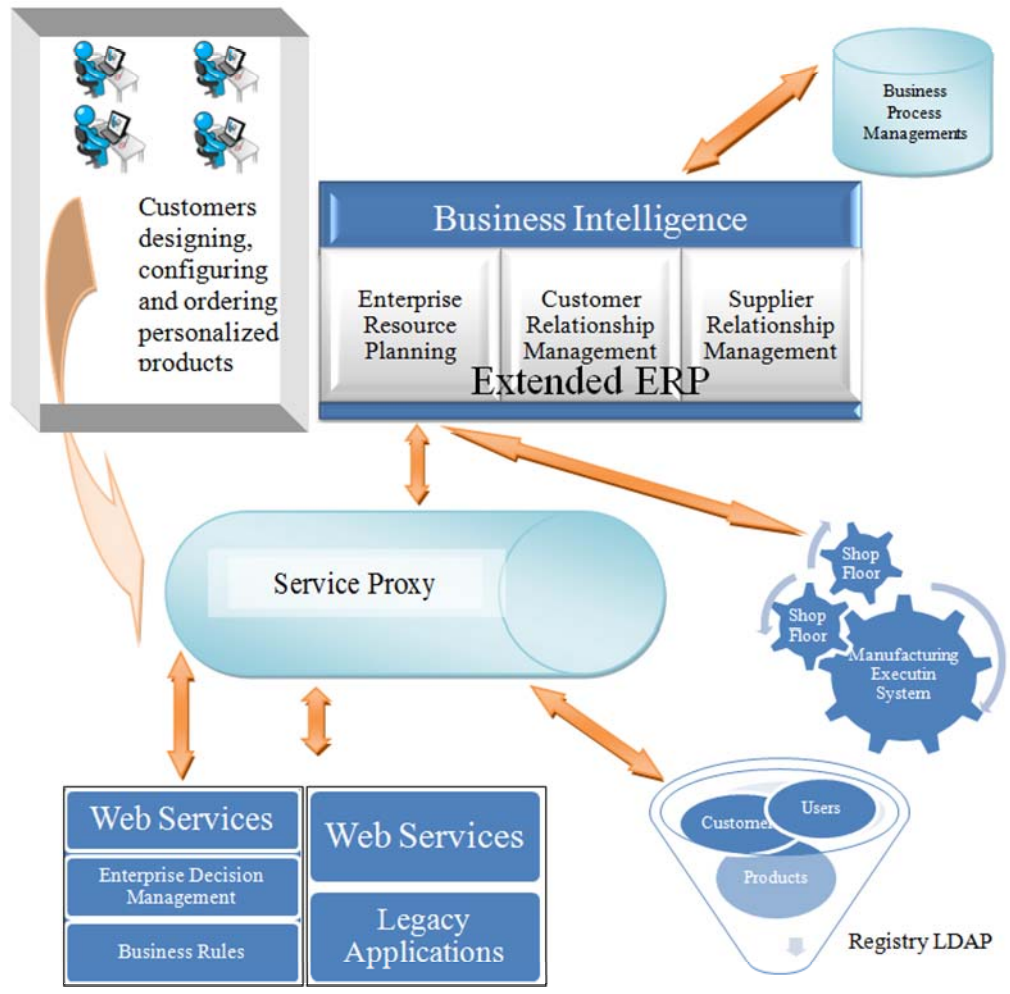 Customers
designing,
configuring
and ordering
personalized
products
Business
Process
Managements
Business Intelligence
Enterprise
Resource
Planning
Customer
Relationship
Management
Supplier
Relationship
Management
Extended ERP
Service Proxy
Shop
Floor
Shop
Floor
Manufacturing
Executin
System
Web Services
Enterprise Decision
Management
Business Rules
Web Services
Legacy
Applications
Customer
Users
Products
Registry LDAP